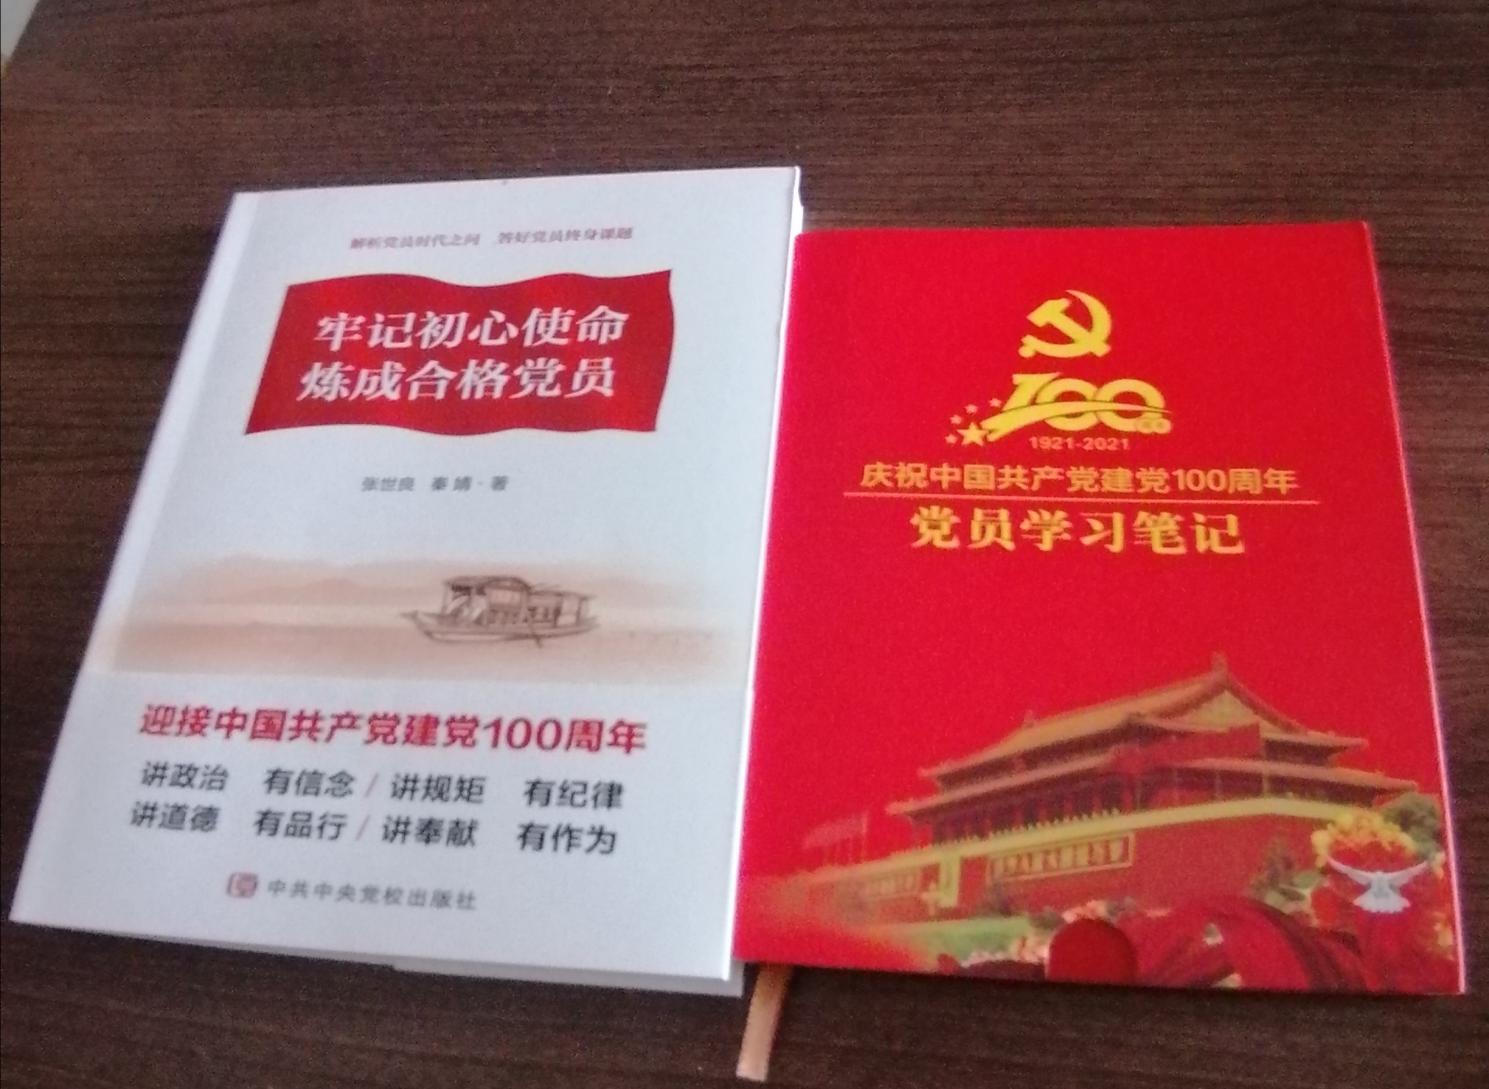 解析党员时代之问 答好党员终身课题
牢记初心使命
炼成合格党员
张世良 秦婧·著
迎接中国共产党建党100周年
讲政治 有信念 / 讲规矩 有纪律
讲道德 有品行 / 讲奉献 有作为
中共中央党校出版社
100
1921-2021
庆祝中国共产党建党100周年
党员学习笔记